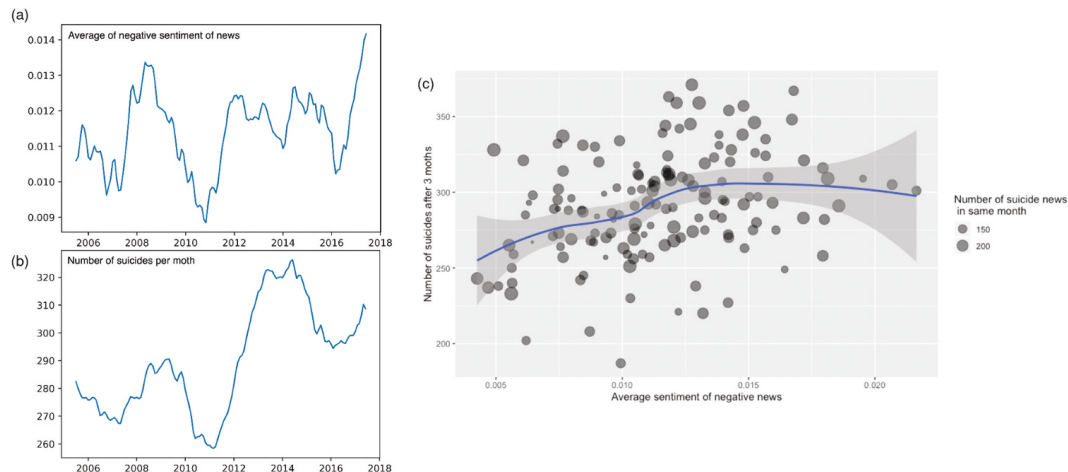 (a)
Average of negative sentiment of news
0.014
0.013
0.012
0.011
0.010
0.009
2006 2008 2010 2012 2014 2016 2018
(b)
Number of suicides per moth
320
310
300
290
280
270
260
2006 2008 2010 2012 2014 2016 2018
(c)
Number of suicides after 3 moths
350
300
250
200
0.005 0.010 0.015 0.020
Average sentiment of negative news
Number of suicide news
in same month
150
200